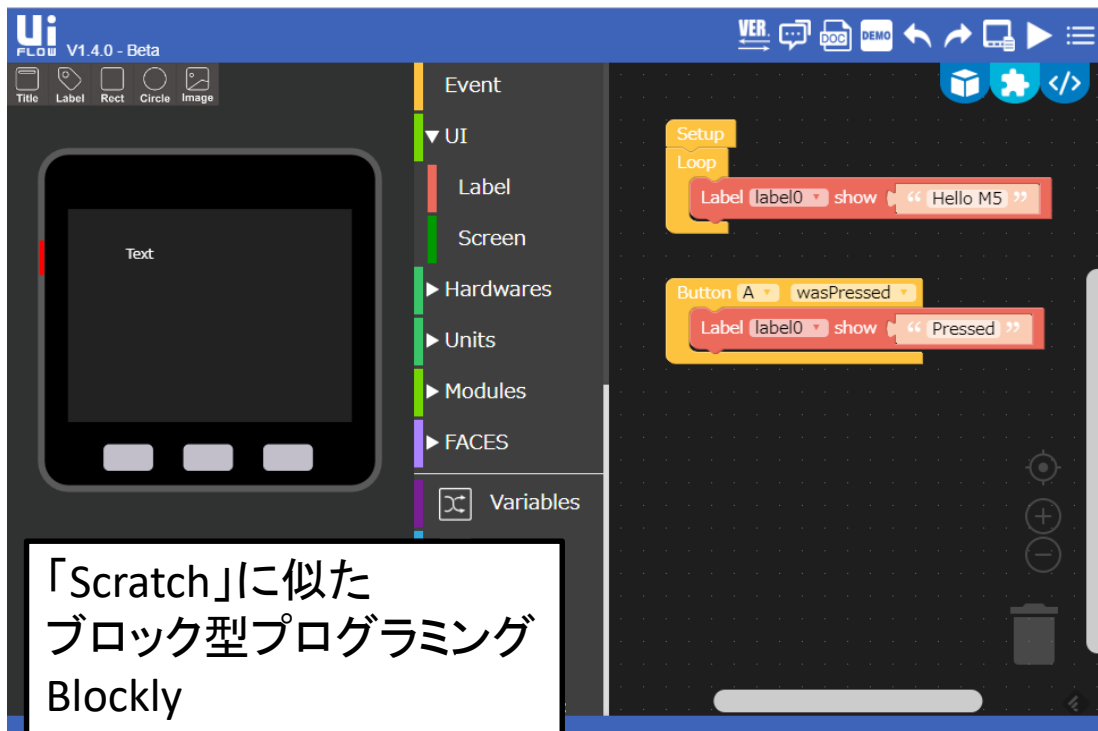 Ui
FLOW V1.4.0 - Beta
VER.
DOC
DEMO
Title Label Rect Circle Image
Text
Event
▼ UI
Label
Screen
▶ Hardwares
▶ Units
▶ Modules
▶ FACES
Variables
</>
Setup
Loop
Label label0 ▼ show “ Hello M5 ”
Button A ▼ wasPressed ▼
Label label0 ▼ show “ Pressed ”
「Scratch」に似た
ブロック型プログラミング
Blockly